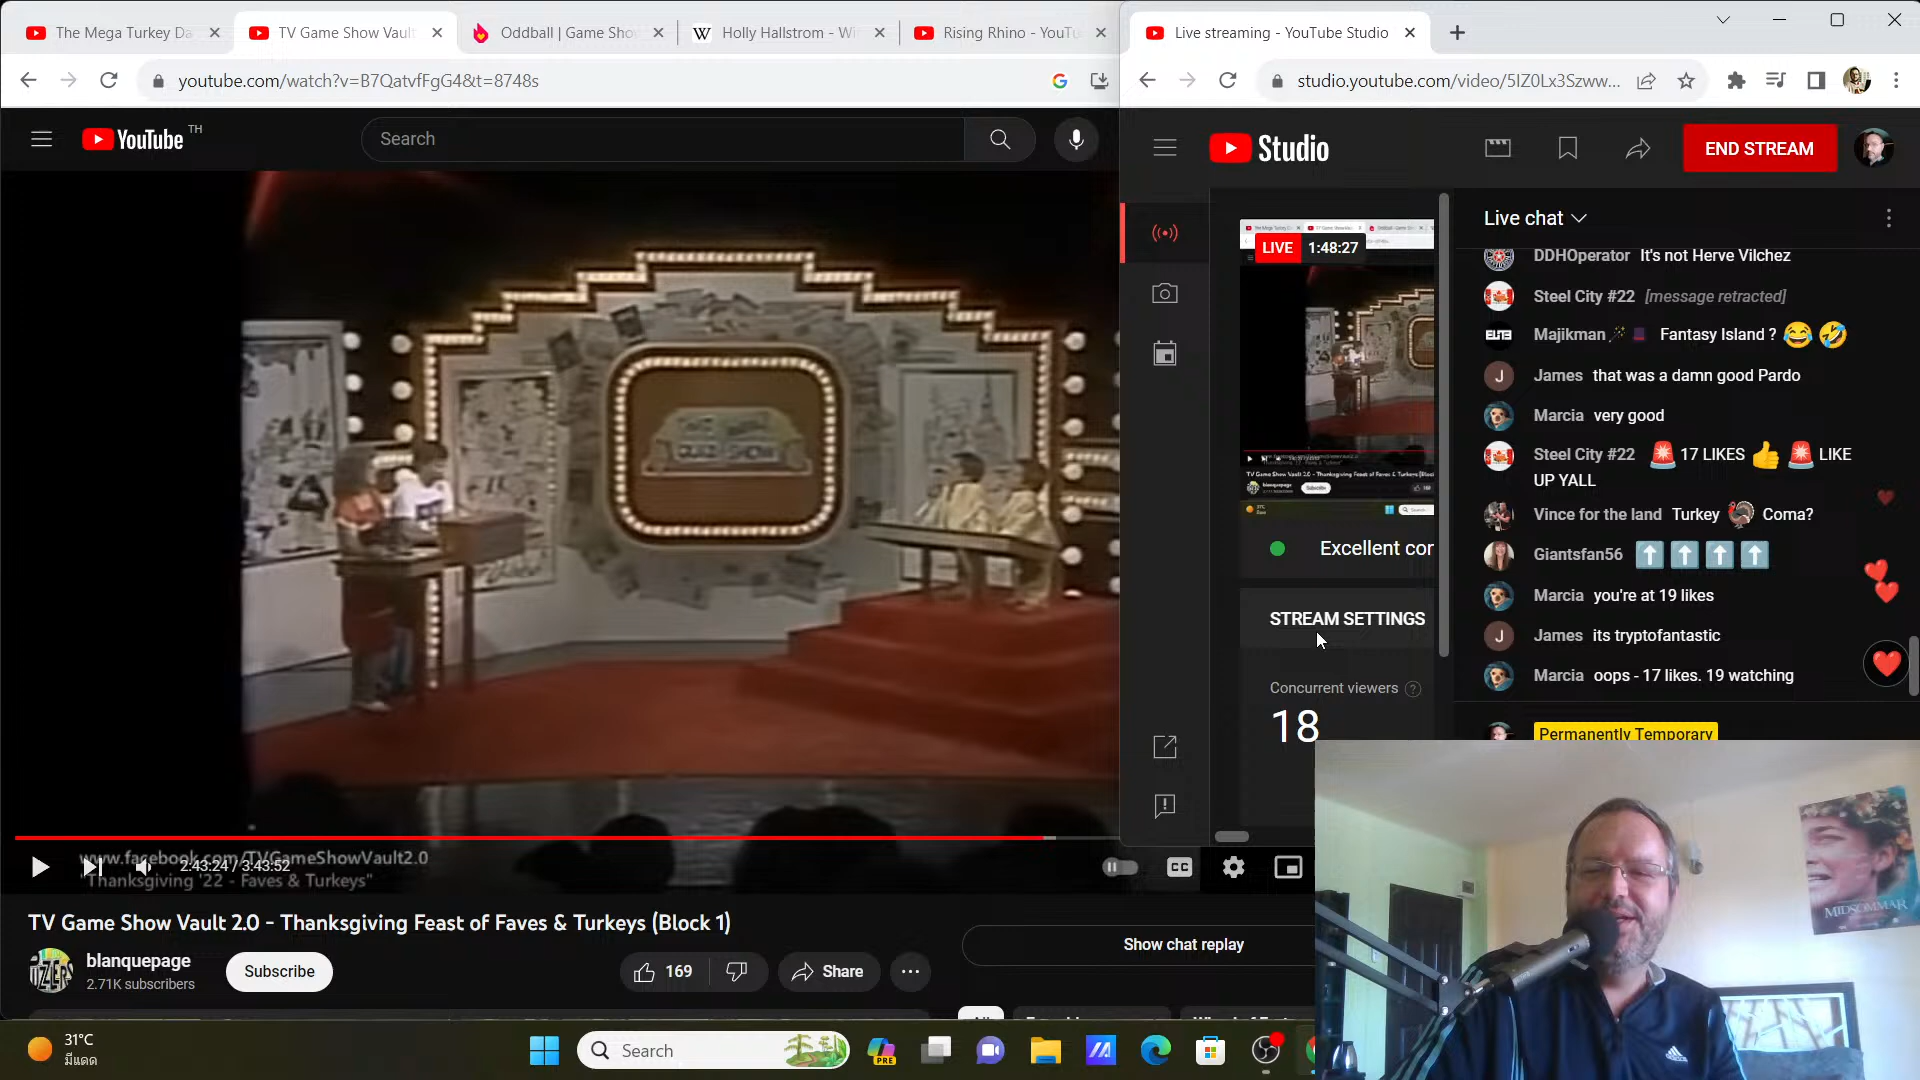 The Mega Turkey Da
TV Game Show Vault
Oddball | Game Sho
Holly Hallstrom - Wi
Rising Rhino - YouTu
Live streaming - YouTube Studio
youtube.com/watch?v=B7QatvfFgG4&t=8748s
studio.youtube.com/video/5IZ0Lx3Szww...
YouTube TH
Search
Studio
END STREAM
LIVE 1:48:27
Live chat
DDHOperator It's not Herve Vilchez
Steel City #22 [message retracted]
Majikman Fantasy Island ? 😂 🤣
James that was a damn good Pardo
Marcia very good
Steel City #22 🚨 17 LIKES 👍 🚨 LIKE
UP YALL
Vince for the land Turkey 🦃 Coma?
Giantsfan56 ⬆️ ⬆️ ⬆️ ⬆️
Marcia you're at 19 likes
James its tryptofantastic
Marcia oops - 17 likes. 19 watching
Permanently Temporary
Excellent cor
STREAM SETTINGS
Concurrent viewers
18
QUIZ SHOW
www.facebook.com/TVGameShowVault2.0
2:43:24 / 3:43:52
"Thanksgiving '22 - Faves & Turkeys"
CC
TV Game Show Vault 2.0 - Thanksgiving Feast of Faves & Turkeys (Block 1)
blanquepage
2.71K subscribers
Subscribe
169
Share
Show chat replay
MIDSOMMAR
31°C
มีแดด
Search
PRE